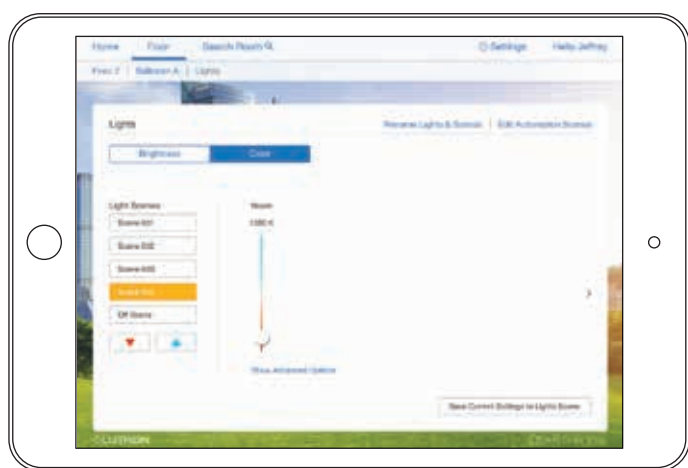 Home Floor Search Room Settings Hello Jeffrey
Floor 2 | Ballroom A | Lights
Lights
Rename Lights & Scenes | Edit Automation Scenes
Brightness Color
Light Scenes
Scene 001
Scene 002
Scene 003
Off Scene
Show Advanced Options
Save Current Settings to Lights Scene
LUTRON